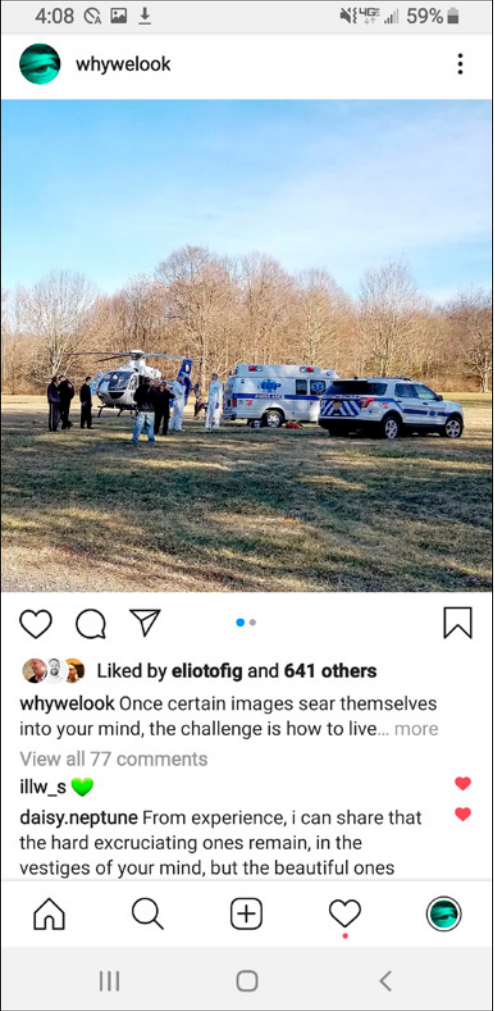 4:08 4GE 59%
whywelook
AMBULANCE
Liked by eliotofig and 641 others
whywelook Once certain images sear themselves
into your mind, the challenge is how to live... more
View all 77 comments
illw_s 💚
daisy.neptune From experience, i can share that
the hard excruciating ones remain, in the
vestiges of your mind, but the beautiful ones